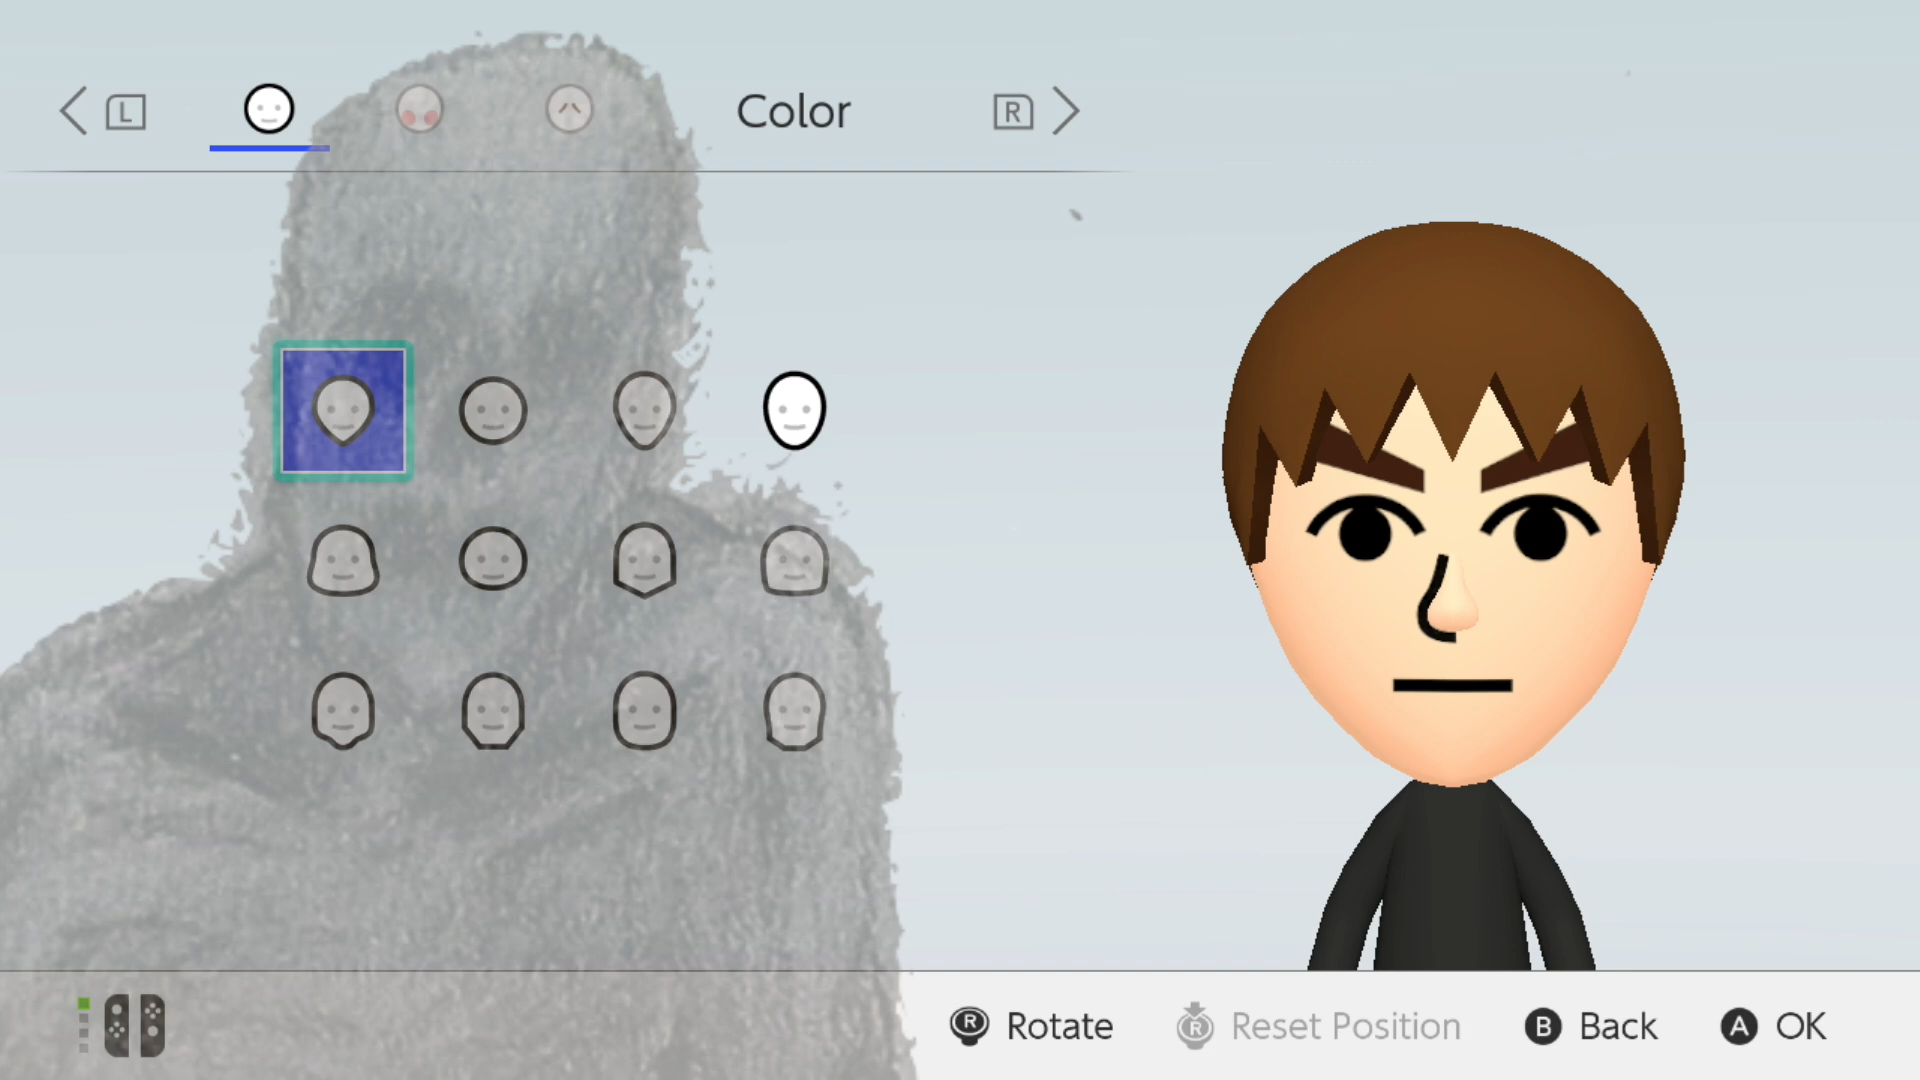 L
Color
R
R Rotate
R Reset Position
B Back
A OK